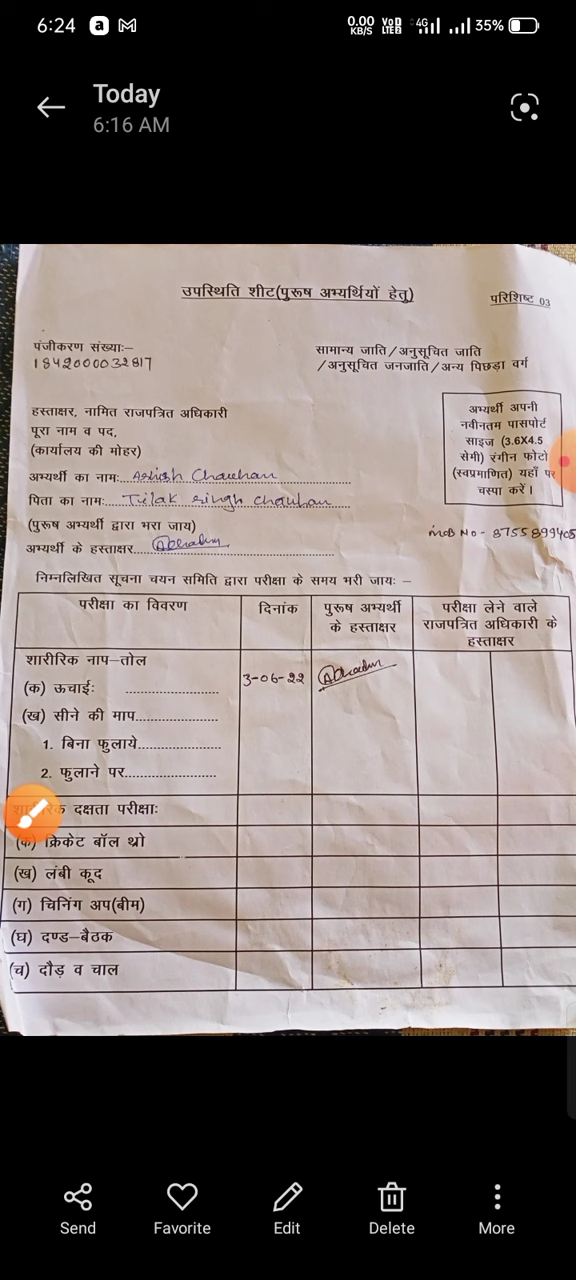 6:24 a M 0.00 KB/S VoD LTE2 4G 35%
Today
6:16 AM
उपस्थिति शीट(पुरूष अभ्यर्थियों हेतु)
परिशिष्ट 03
पंजीकरण संख्याः–
1842000032817
सामान्य जाति/अनुसूचित जाति
/अनुसूचित जनजाति/अन्य पिछड़ा वर्ग
हस्ताक्षर, नामित राजपत्रित अधिकारी
पूरा नाम व पद,
(कार्यालय की मोहर)
अभ्यर्थी अपनी
नवीनतम पासपोर्ट
साइज (3.6X4.5
सेमी) रंगीन फोटो
(स्वप्रमाणित) यहाँ पर
चस्पा करें।
अभ्यर्थी का नामः Ashish Chauhan
पिता का नामः Tilak singh chauhan
(पुरूष अभ्यर्थी द्वारा भरा जाय)
अभ्यर्थी के हस्ताक्षर
MOB No - 8755899405
निम्नलिखित सूचना चयन समिति द्वारा परीक्षा के समय भरी जायः –
परीक्षा का विवरण
दिनांक
पुरूष अभ्यर्थी
के हस्ताक्षर
परीक्षा लेने वाले
राजपत्रित अधिकारी के
हस्ताक्षर
शारीरिक नाप–तोल
(क) ऊचाईः
3-06-22
(ख) सीने की माप
1. बिना फुलाये
2. फुलाने पर
दक्षता परीक्षाः
(क) क्रिकेट बॉल थ्रो
(ख) लंबी कूद
(ग) चिनिंग अप(बीम)
(घ) दण्ड–बैठक
(च) दौड़ व चाल
Send Favorite Edit Delete More